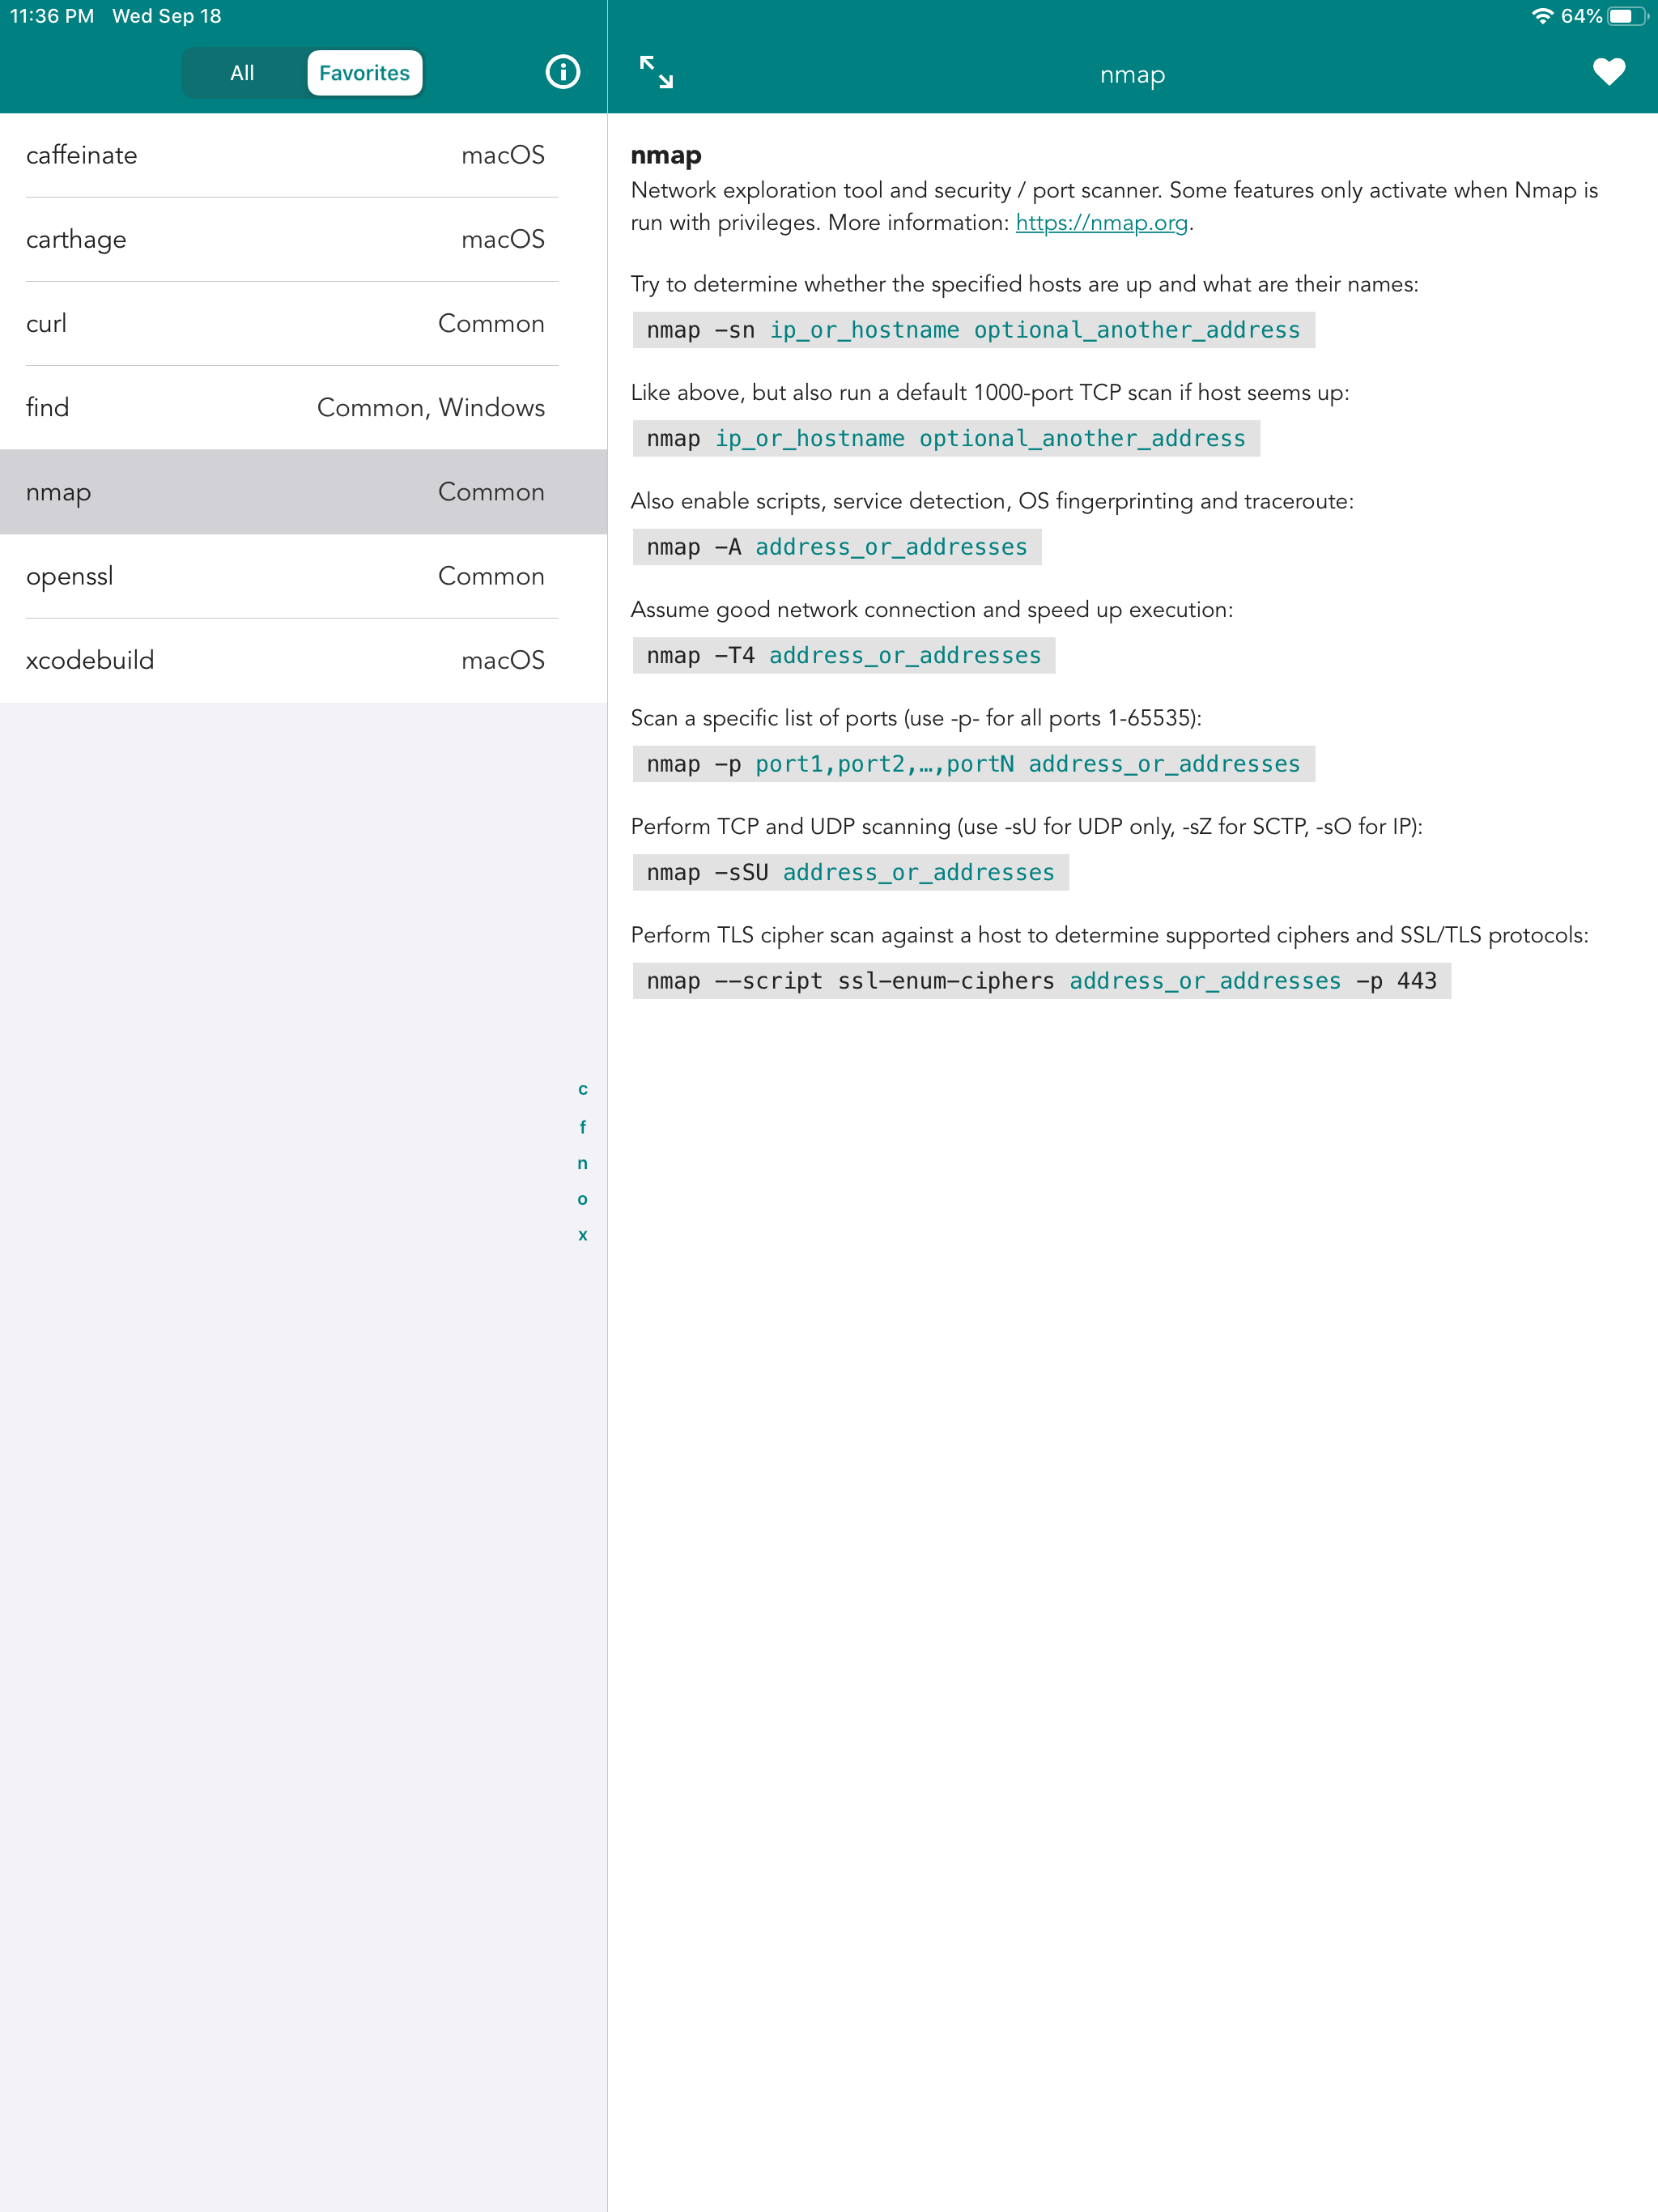 11:36 PM Wed Sep 18
64%
All
Favorites
nmap
caffeinate macOS
carthage macOS
curl Common
find Common, Windows
nmap Common
openssl Common
xcodebuild macOS
c
f
n
o
x
nmap
Network exploration tool and security / port scanner. Some features only activate when Nmap is
run with privileges. More information: https://nmap.org.
Try to determine whether the specified hosts are up and what are their names:
nmap -sn ip_or_hostname optional_another_address
Like above, but also run a default 1000-port TCP scan if host seems up:
nmap ip_or_hostname optional_another_address
Also enable scripts, service detection, OS fingerprinting and traceroute:
nmap -A address_or_addresses
Assume good network connection and speed up execution:
nmap -T4 address_or_addresses
Scan a specific list of ports (use -p- for all ports 1-65535):
nmap -p port1,port2,…,portN address_or_addresses
Perform TCP and UDP scanning (use -sU for UDP only, -sZ for SCTP, -sO for IP):
nmap -sSU address_or_addresses
Perform TLS cipher scan against a host to determine supported ciphers and SSL/TLS protocols:
nmap --script ssl-enum-ciphers address_or_addresses -p 443